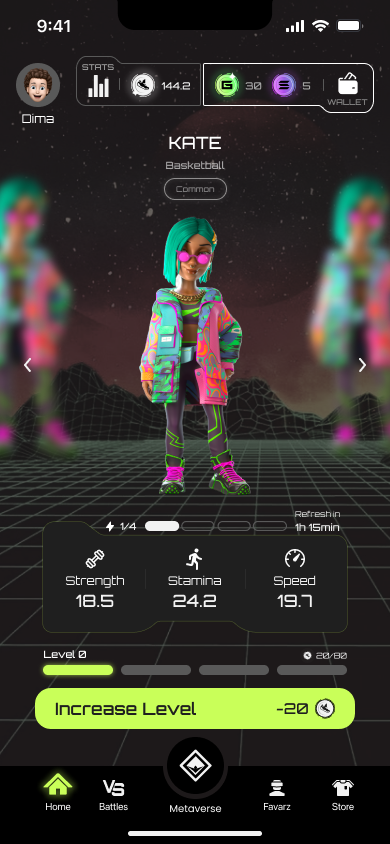 9:41
STATS
144.2
30
5
WALLET
Dima
KATE
Basketball
Common
1/4
Refresh in
1h 15min
Strength
18.5
Stamina
24.2
Speed
19.7
Level 0
20/80
Increase Level
-20
Home
VS
Battles
Metaverse
Favarz
Store